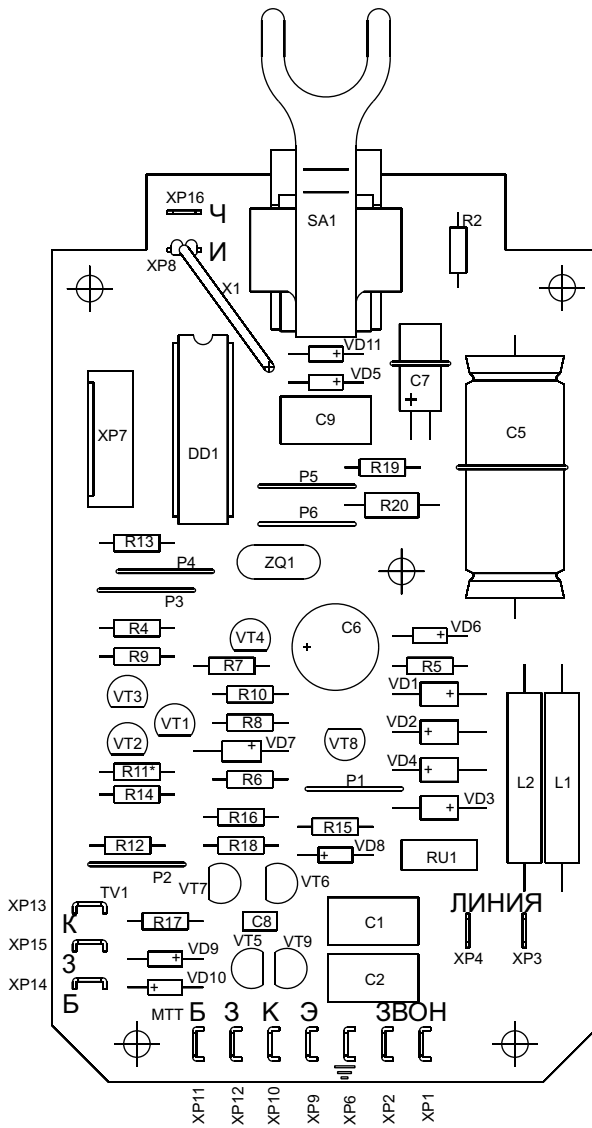 XP16
Ч
SA1
R2
XP8
И
X1
VD11
VD5
C7
C9
C5
XP7
DD1
R19
P5
R20
P6
R13
ZQ1
P4
P3
R4
VT4
C6
VD6
R9
R7
R5
VT3
R10
VD1
VT1
R8
VD2
VT2
VD7
VT8
VD4
R11*
R6
P1
L2
L1
R14
VD3
R16
R15
R12
R18
VD8
RU1
P2
VT7
VT6
XP13
TV1
ЛИНИЯ
К
R17
C8
C1
XP15
З
VD9
VT5
VT9
XP4
XP3
XP14
VD10
C2
Б
МТТ
Б
З
К
Э
ЗВОН
XP11
XP12
XP10
XP9
XP6
XP2
XP1